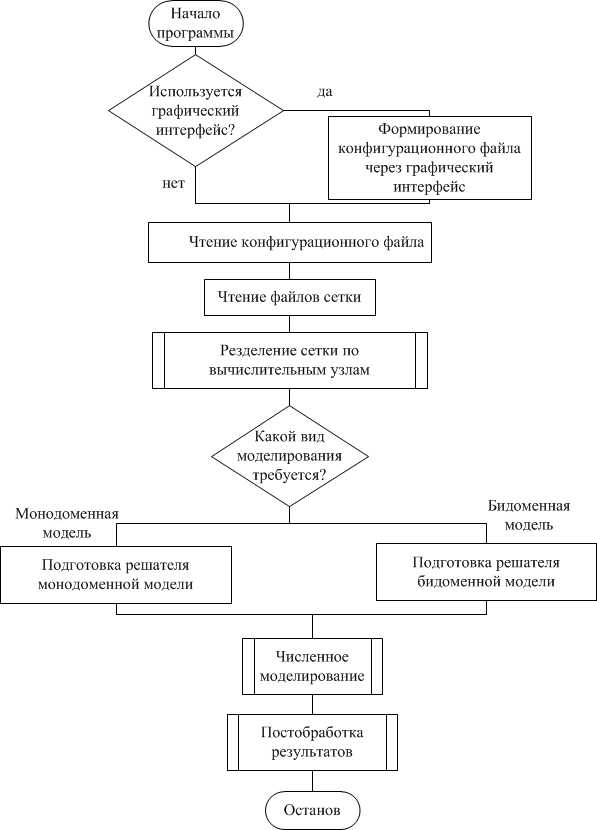 Начало
программы
Используется
графический
интерфейс?
да
Формирование
конфигурационного файла
через графический
интерфейс
нет
Чтение конфигурационного файла
Чтение файлов сетки
Резделение сетки по
вычислительным узлам
Какой вид
моделирования
требуется?
Монодоменная
модель
Бидоменная
модель
Подготовка решателя
монодоменной модели
Подготовка решателя
бидоменной модели
Численное
моделирование
Постобработка
результатов
Останов